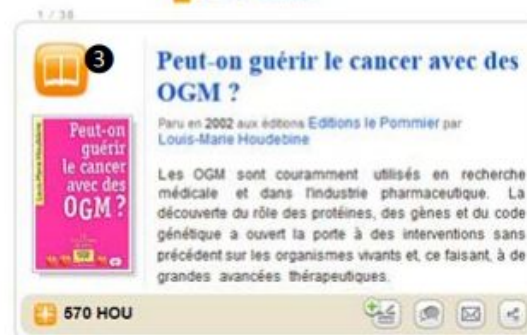 1 / 38
3
Peut-on guérir le cancer avec des
OGM ?
Paru en 2002 aux éditions Editions le Pommier par
Louis-Marie Houdebine
Les OGM sont couramment utilisés en recherche
médicale et dans l'industrie pharmaceutique. La
découverte du rôle des protéines, des gènes et du code
génétique a ouvert la porte à des interventions sans
précédent sur les organismes vivants et, ce faisant, à de
grandes avancées thérapeutiques.
Louis-Marie Houdebine
Peut-on
guérir
le cancer
avec des
OGM ?
570 HOU